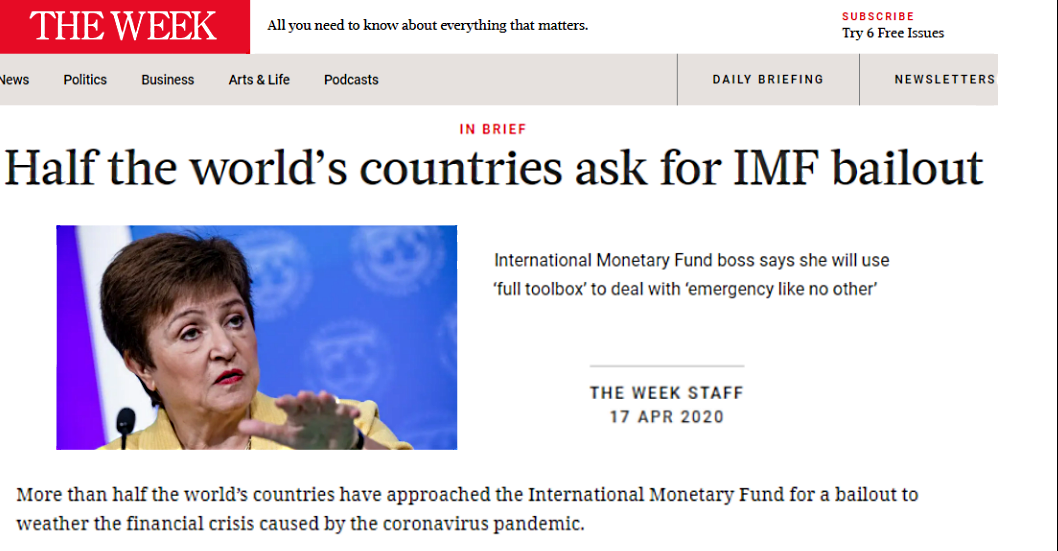 THE WEEK
All you need to know about everything that matters.
SUBSCRIBE
Try 6 Free Issues
News
Politics
Business
Arts & Life
Podcasts
DAILY BRIEFING
NEWSLETTERS
IN BRIEF
Half the world’s countries ask for IMF bailout
International Monetary Fund boss says she will use
‘full toolbox’ to deal with ‘emergency like no other’
THE WEEK STAFF
17 APR 2020
More than half the world’s countries have approached the International Monetary Fund for a bailout to
weather the financial crisis caused by the coronavirus pandemic.